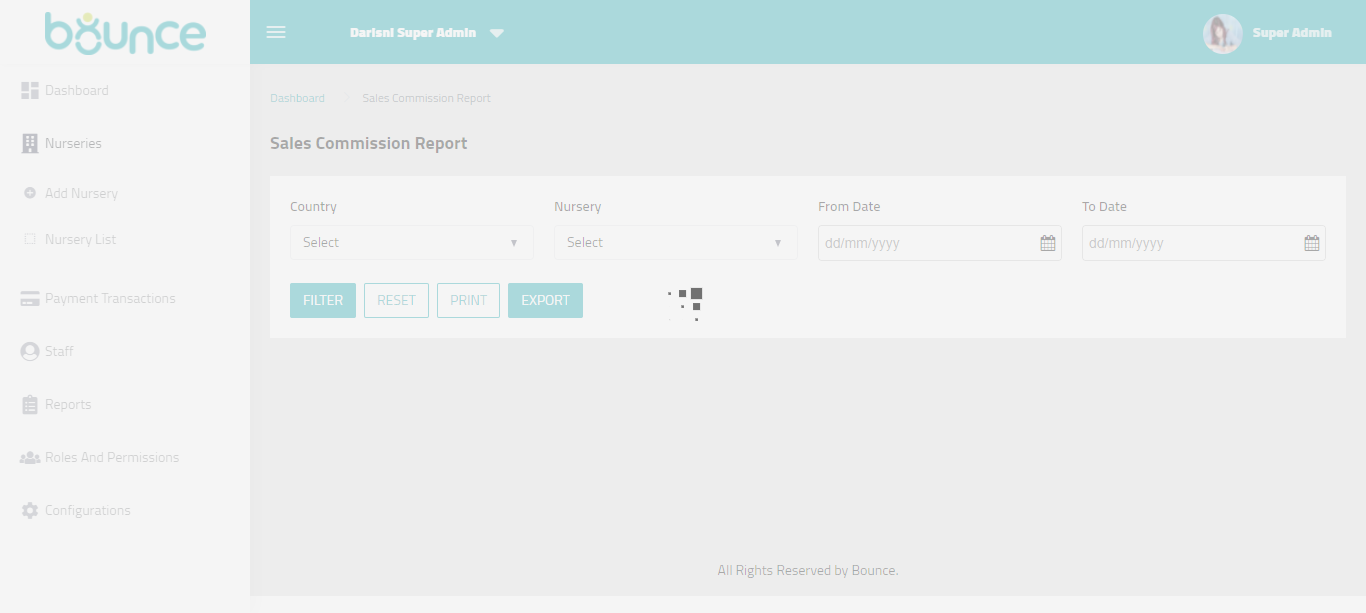 bounce
Darisni Super Admin
Super Admin
Dashboard
Nurseries
Add Nursery
Nursery List
Payment Transactions
Staff
Reports
Roles And Permissions
Configurations
Dashboard > Sales Commission Report
Sales Commission Report
Country Nursery From Date To Date
Select Select dd/mm/yyyy dd/mm/yyyy
FILTER RESET PRINT EXPORT
All Rights Reserved by Bounce.